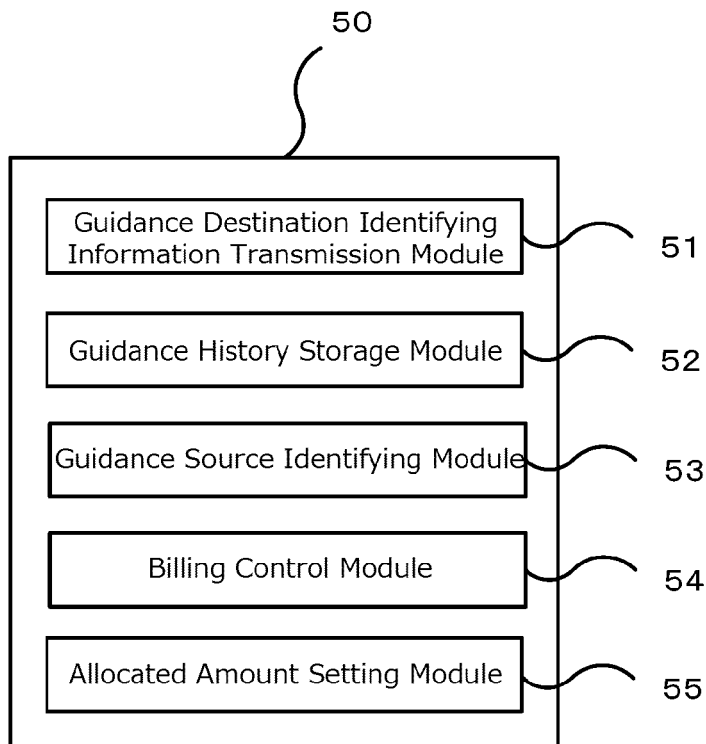 50
Guidance Destination Identifying
Information Transmission Module
51
Guidance History Storage Module
52
Guidance Source Identifying Module
53
Billing Control Module
54
Allocated Amount Setting Module
55